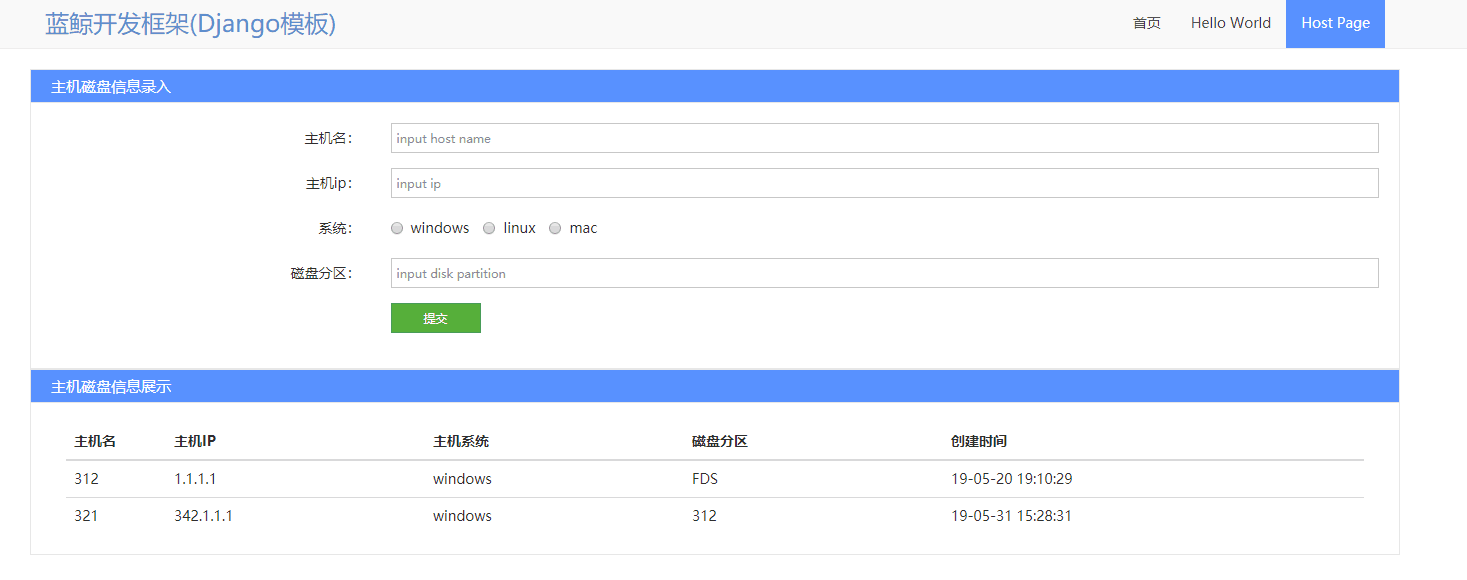 蓝鲸开发框架(Django模板) 首页 Hello World Host Page
主机磁盘信息录入
主机名： input host name
主机ip： input ip
系统： windows linux mac
磁盘分区： input disk partition
提交
主机磁盘信息展示
主机名 主机IP 主机系统 磁盘分区 创建时间
312 1.1.1.1 windows FDS 19-05-20 19:10:29
321 342.1.1.1 windows 312 19-05-31 15:28:31